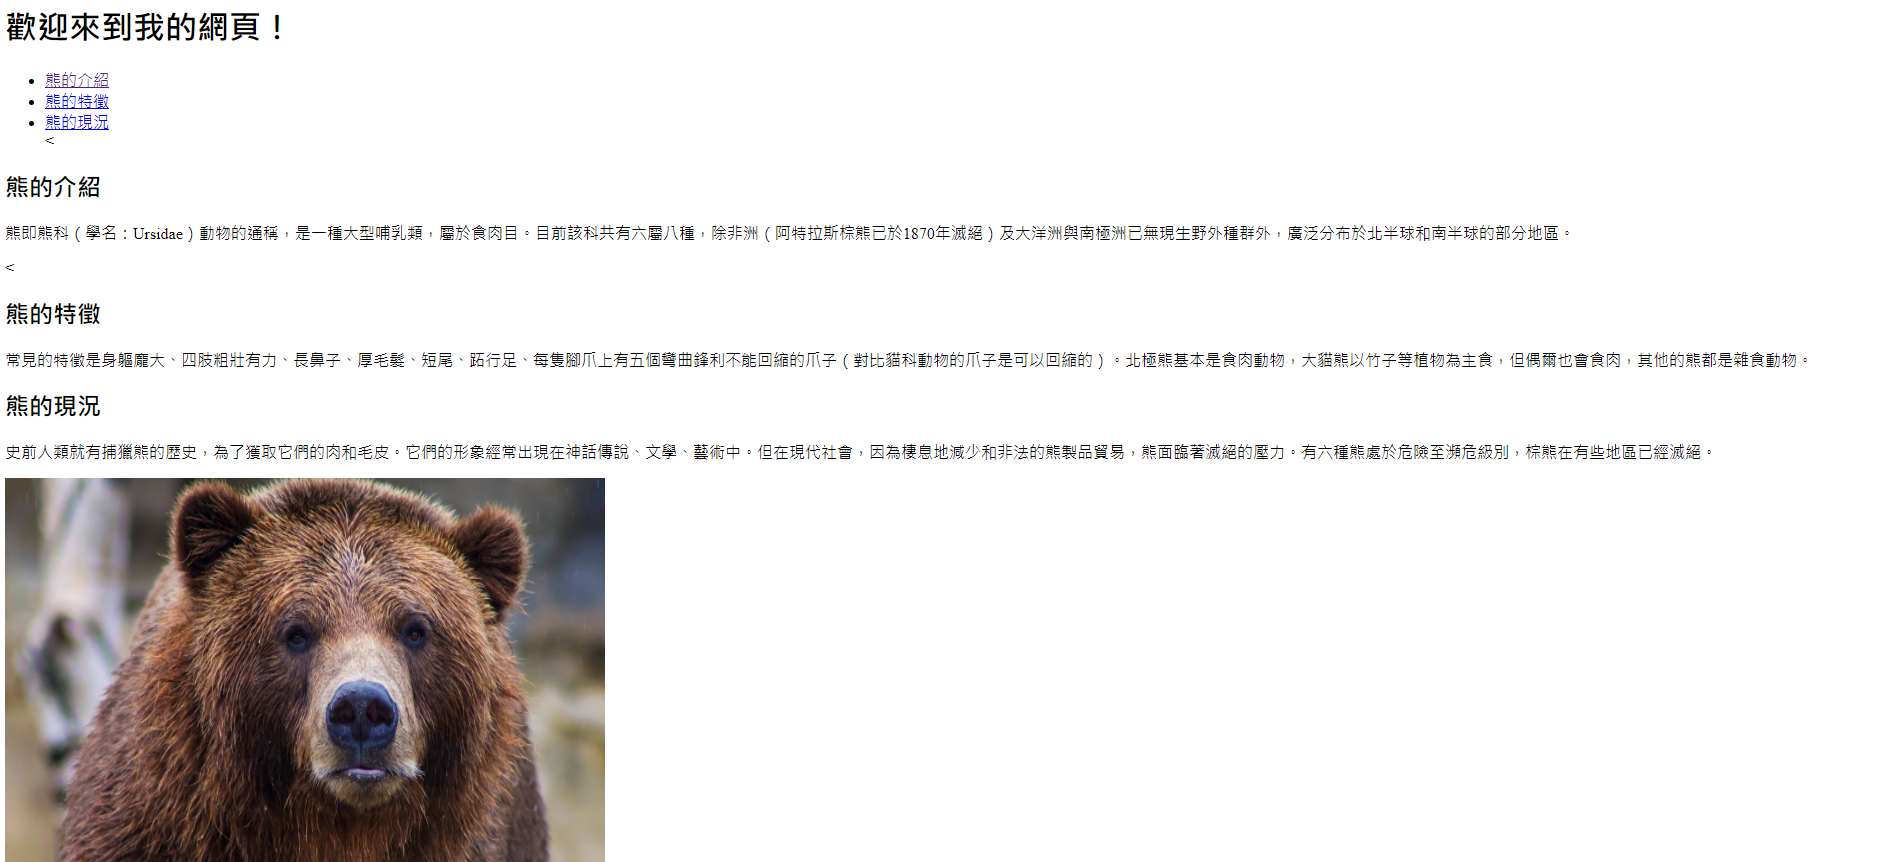 歡迎來到我的網頁！
熊的介紹
熊的特徵
熊的現況
<
熊的介紹
熊即熊科（學名：Ursidae）動物的通稱，是一種大型哺乳類，屬於食肉目。目前該科共有六屬八種，除非洲（阿特拉斯棕熊已於1870年滅絕）及大洋洲與南極洲已無現生野外種群外，廣泛分布於北半球和南半球的部分地區。
<
熊的特徵
常見的特徵是身軀龐大、四肢粗壯有力、長鼻子、厚毛髮、短尾、跖行足、每隻腳爪上有五個彎曲鋒利不能回縮的爪子（對比貓科動物的爪子是可以回縮的）。北極熊基本是食肉動物，大貓熊以竹子等植物為主食，但偶爾也會食肉，其他的熊都是雜食動物。
熊的現況
史前人類就有捕獵熊的歷史，為了獲取它們的肉和毛皮。它們的形象經常出現在神話傳說、文學、藝術中。但在現代社會，因為棲息地減少和非法的熊製品貿易，熊面臨著滅絕的壓力。有六種熊處於危險至瀕危級別，棕熊在有些地區已經滅絕。